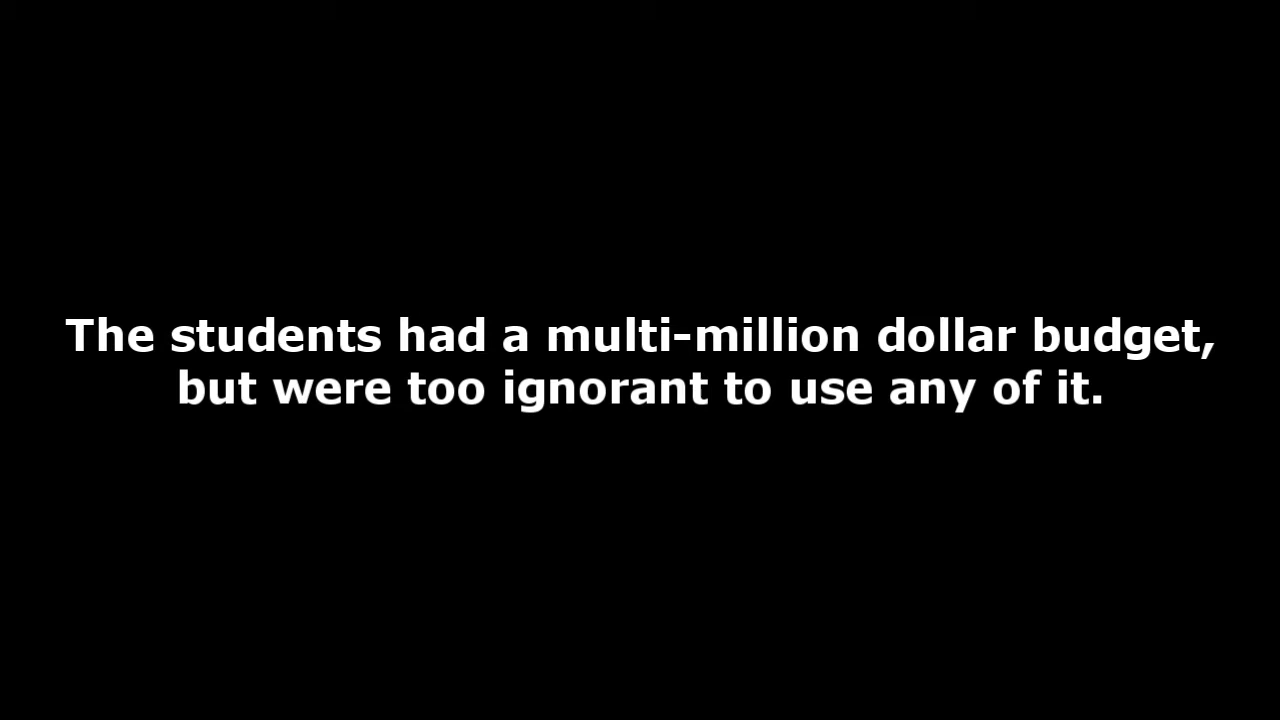 The students had a multi-million dollar budget,
but were too ignorant to use any of it.